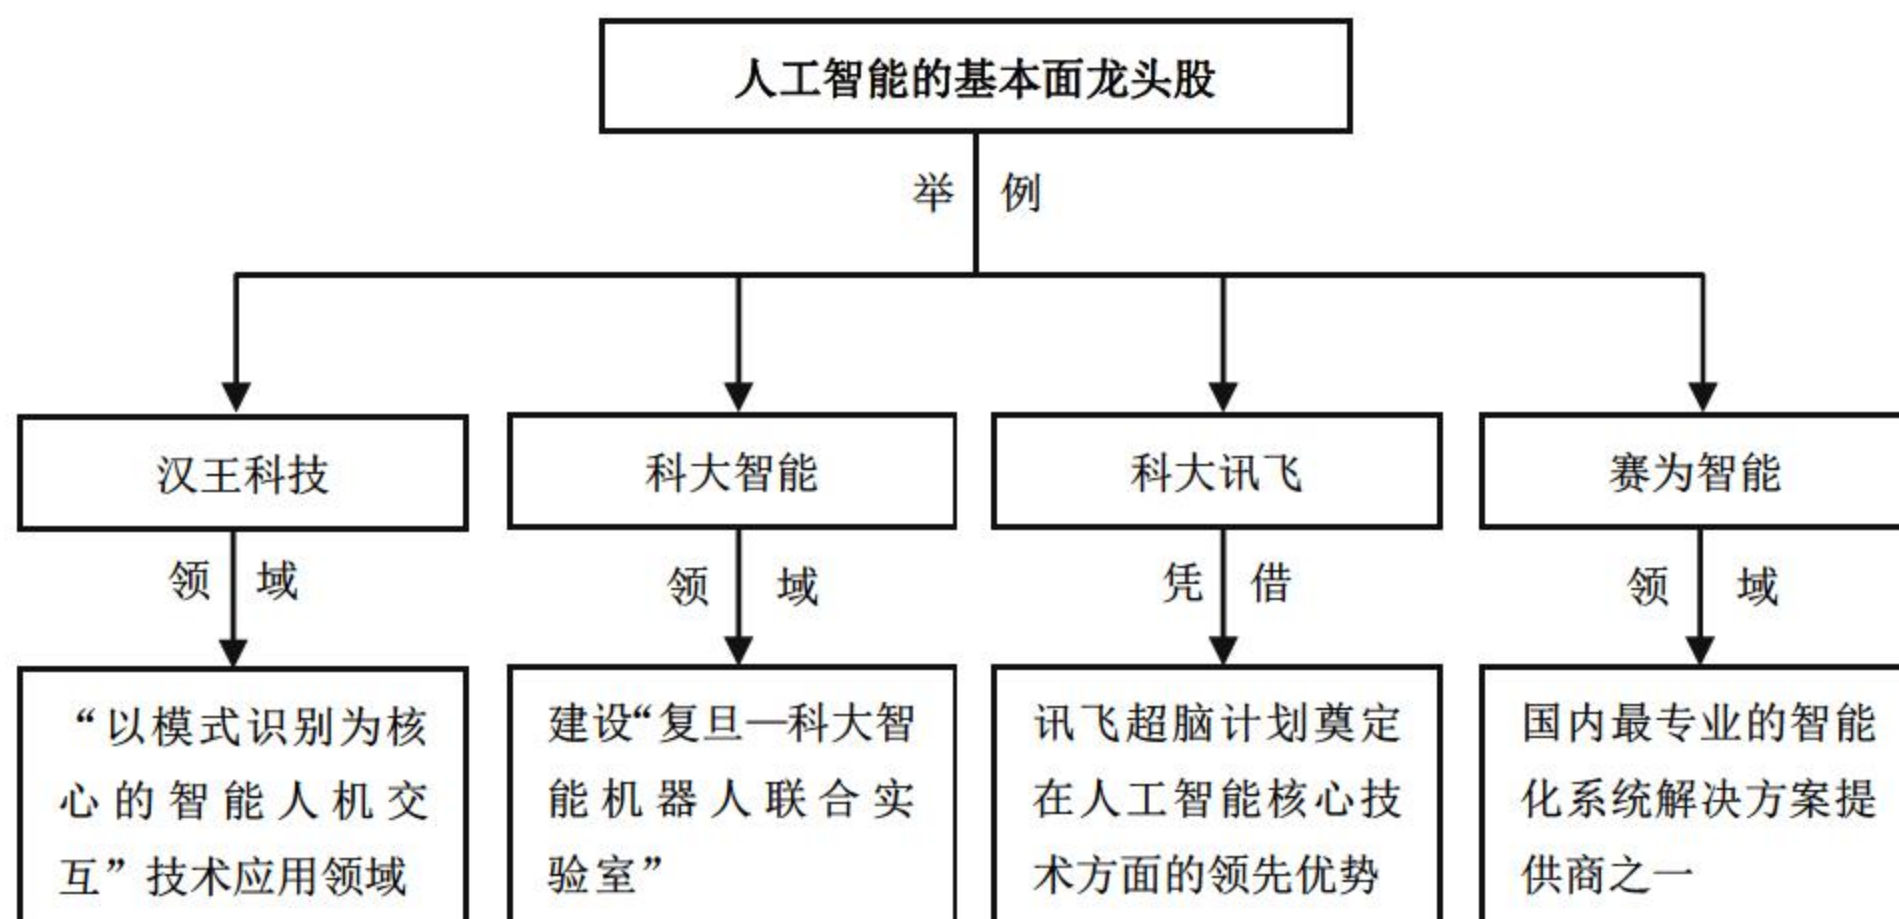 人工智能的基本面龙头股
举例
汉王科技
科大智能
科大讯飞
赛为智能
领域
领域
凭借
领域
“以模式识别为核
心的智能人机交
互”技术应用领域
建设“复旦—科大智
能机器人联合实
验室”
讯飞超脑计划奠定
在人工智能核心技
术方面的领先优势
国内最专业的智能
化系统解决方案提
供商之一